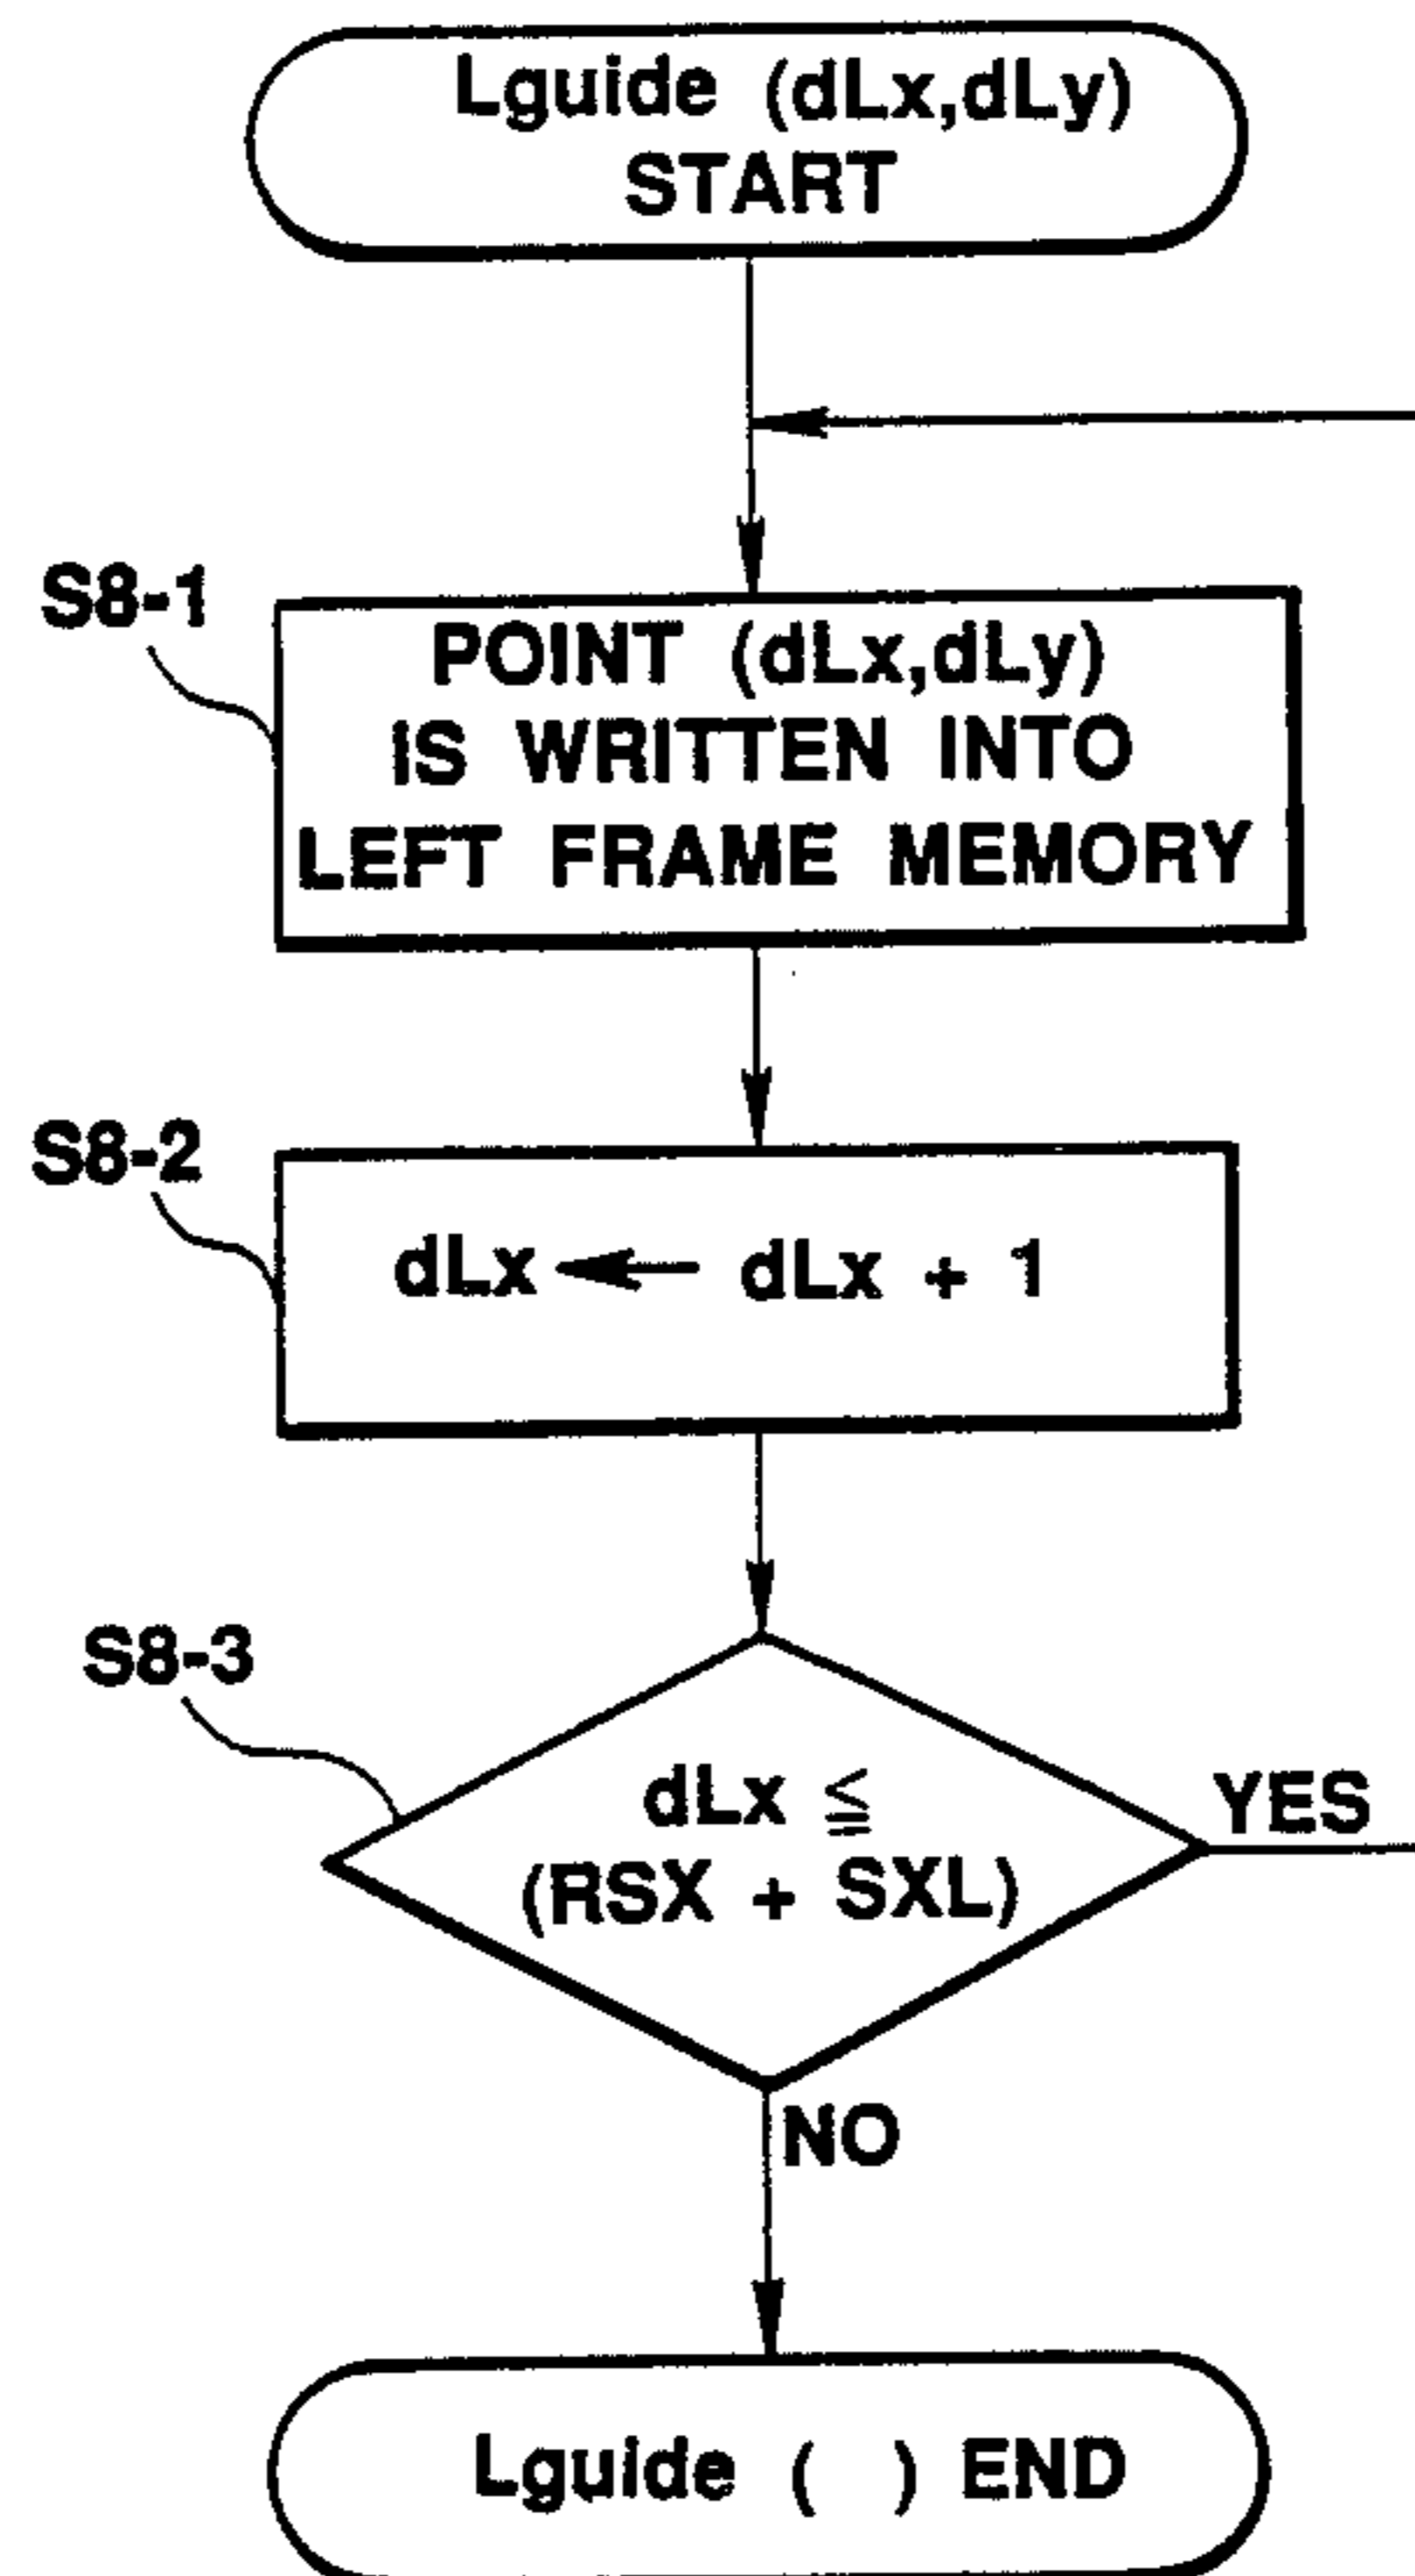 Lguide (dLx,dLy)
START
S8-1
POINT (dLx,dLy)
IS WRITTEN INTO
LEFT FRAME MEMORY
S8-2
dLx ← dLx + 1
S8-3
dLx ≦
(RSX + SXL)
YES
NO
Lguide ( ) END